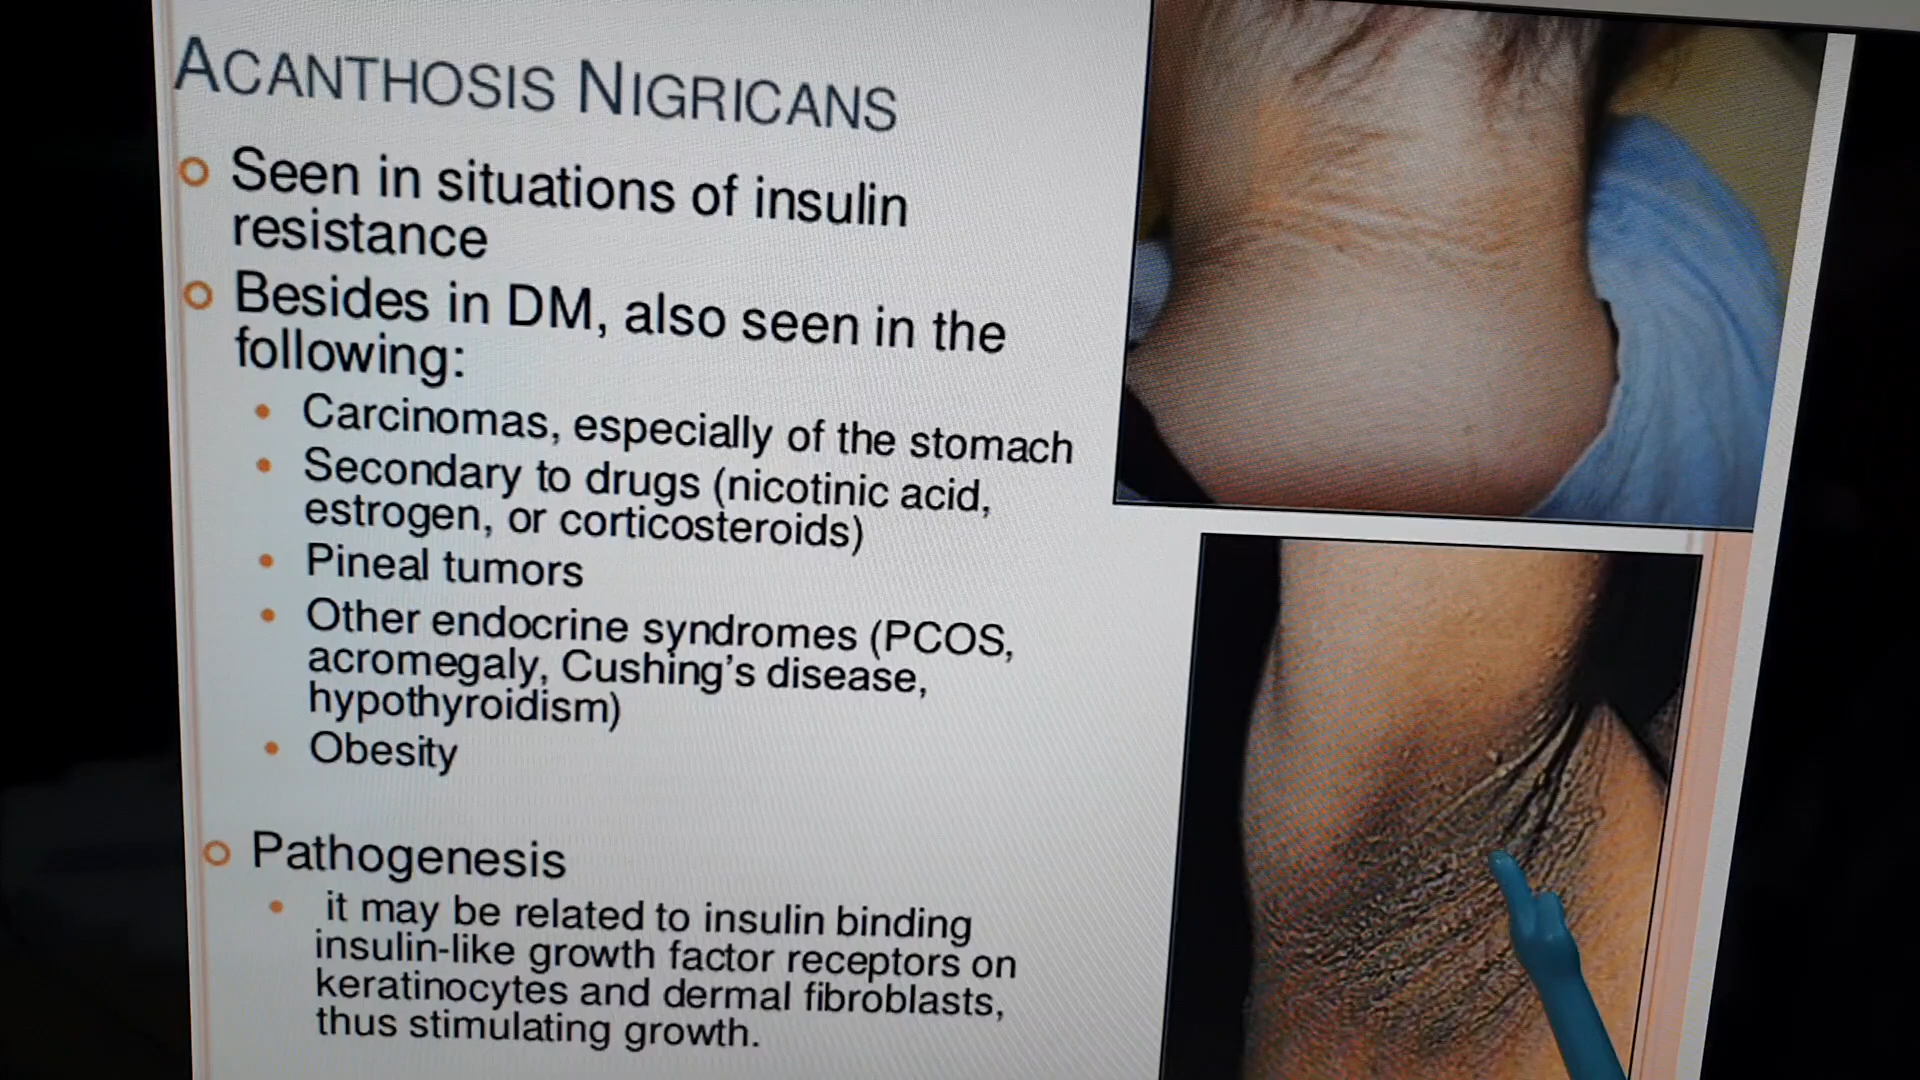 ACANTHOSIS NIGRICANS
Seen in situations of insulin
resistance
Besides in DM, also seen in the
following:
Carcinomas, especially of the stomach
Secondary to drugs (nicotinic acid,
estrogen, or corticosteroids)
Pineal tumors
Other endocrine syndromes (PCOS,
acromegaly, Cushing's disease,
hypothyroidism)
Obesity
Pathogenesis
it may be related to insulin binding
insulin-like growth factor receptors on
keratinocytes and dermal fibroblasts,
thus stimulating growth.